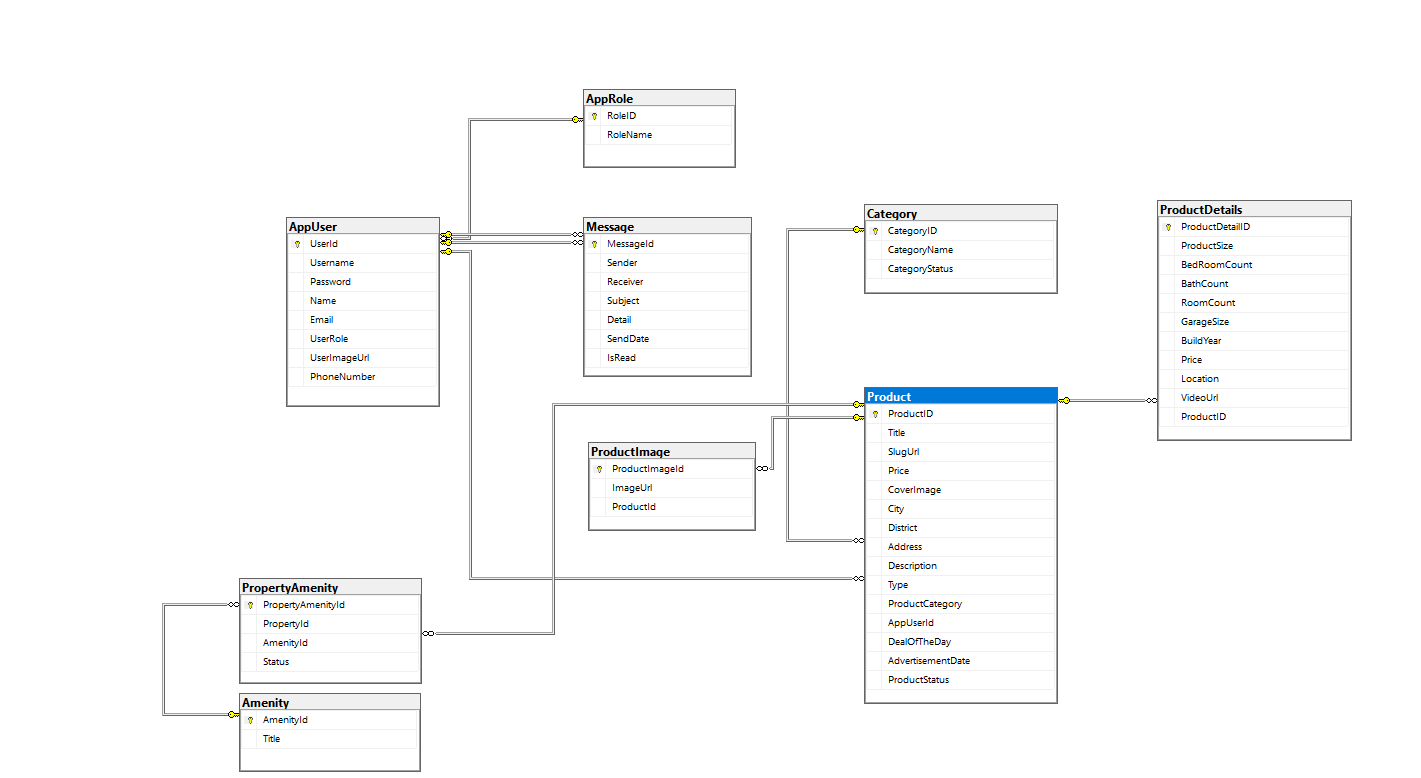 AppRole
RoleID
RoleName
AppUser
UserId
Username
Password
Name
Email
UserRole
UserImageUrl
PhoneNumber
Message
MessageId
Sender
Receiver
Subject
Detail
SendDate
IsRead
Category
CategoryID
CategoryName
CategoryStatus
ProductDetails
ProductDetailID
ProductSize
BedRoomCount
BathCount
RoomCount
GarageSize
BuildYear
Price
Location
VideoUrl
ProductID
Product
ProductID
Title
SlugUrl
Price
CoverImage
City
District
Address
Description
Type
ProductCategory
AppUserId
DealOfTheDay
AdvertisementDate
ProductStatus
ProductImage
ProductImageId
ImageUrl
ProductId
PropertyAmenity
PropertyAmenityId
PropertyId
AmenityId
Status
Amenity
AmenityId
Title